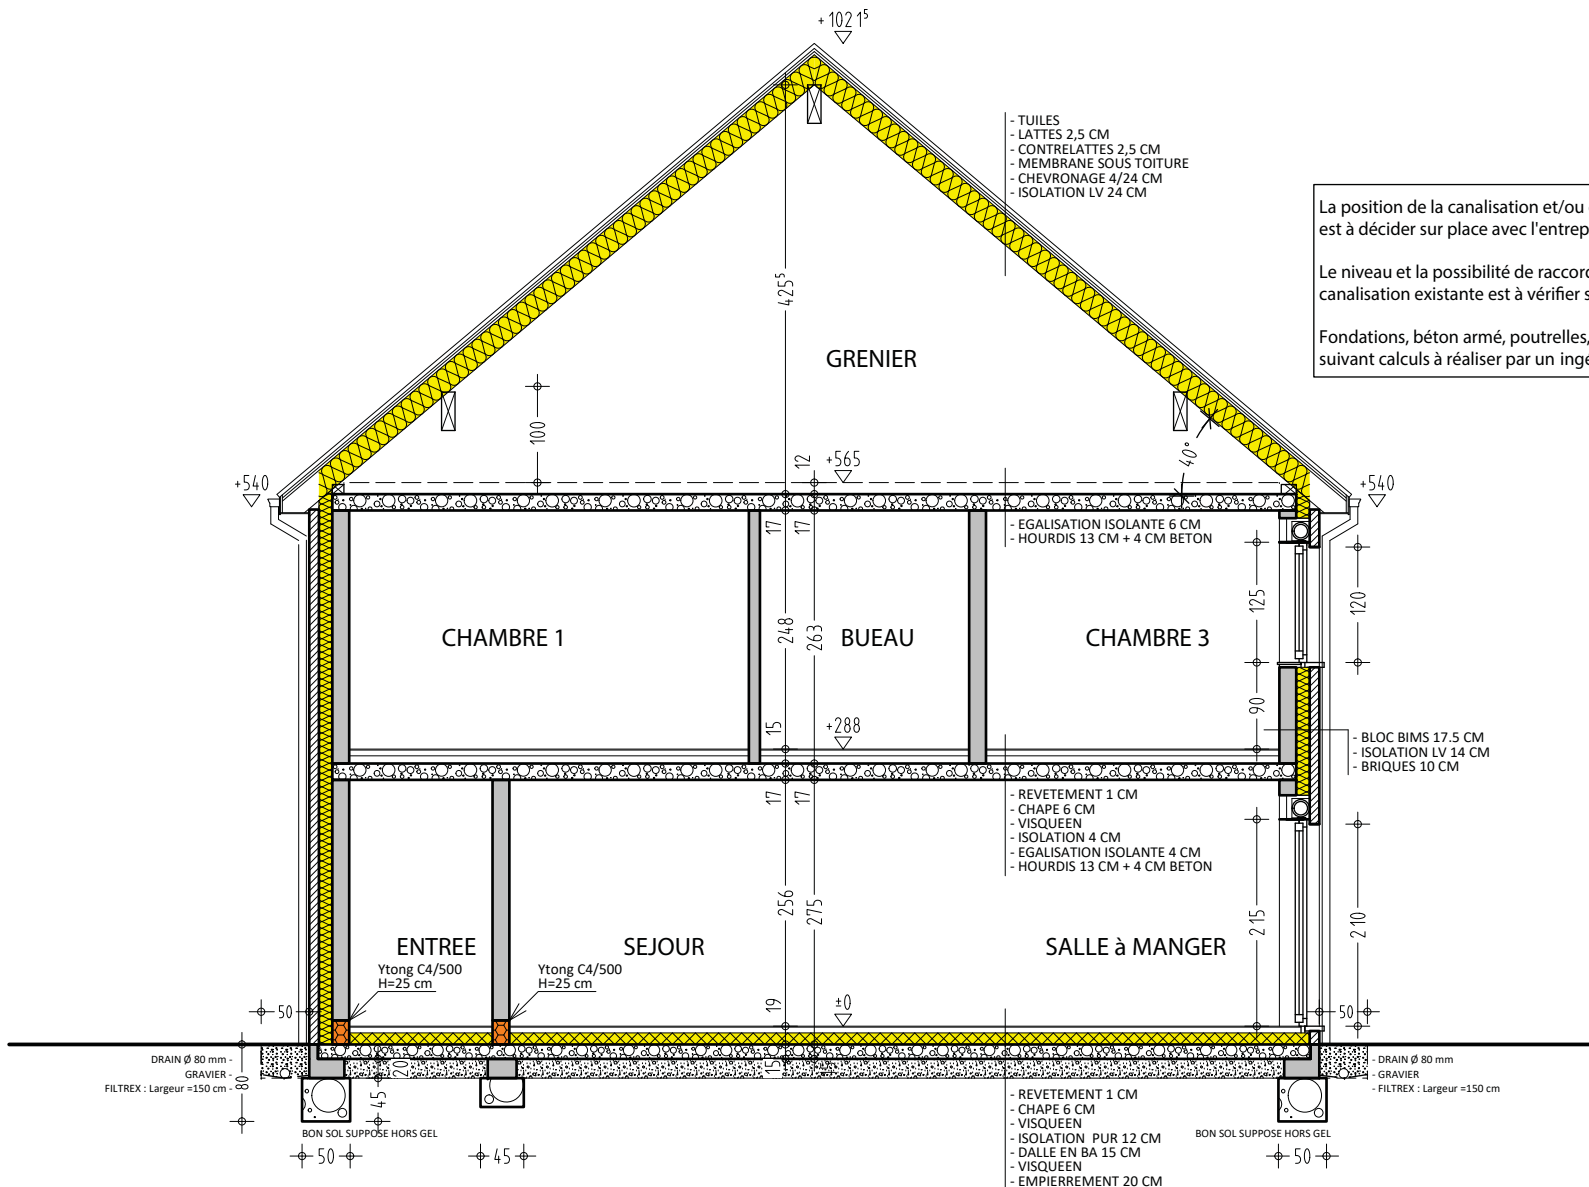 +1021⁵
- TUILES
- LATTES 2,5 CM
- CONTRELATTES 2,5 CM
- MEMBRANE SOUS TOITURE
- CHEVRONAGE 4/24 CM
- ISOLATION LV 24 CM
La position de la canalisation et/ou
est à décider sur place avec l'entrep
Le niveau et la possibilité de raccor
canalisation existante est à vérifier s
Fondations, béton armé, poutrelles,
suivant calculs à réaliser par un ingé
425⁵
GRENIER
100
40°
12
+565
+540
+540
17
17
- EGALISATION ISOLANTE 6 CM
- HOURDIS 13 CM + 4 CM BETON
125
120
CHAMBRE 1
248
263
BUEAU
CHAMBRE 3
90
15
+288
- BLOC BIMS 17.5 CM
- ISOLATION LV 14 CM
- BRIQUES 10 CM
17
17
- REVETEMENT 1 CM
- CHAPE 6 CM
- VISQUEEN
- ISOLATION 4 CM
- EGALISATION ISOLANTE 4 CM
- HOURDIS 13 CM + 4 CM BETON
256
275
215
210
ENTREE
SEJOUR
SALLE à MANGER
Ytong C4/500
H=25 cm
Ytong C4/500
H=25 cm
50
19
±0
50
DRAIN Ø 80 mm -
GRAVIER -
FILTREX : Largeur =150 cm -
80
20
45
15
15
- DRAIN Ø 80 mm
- GRAVIER
- FILTREX : Largeur =150 cm
BON SOL SUPPOSE HORS GEL
BON SOL SUPPOSE HORS GEL
50
45
50
- REVETEMENT 1 CM
- CHAPE 6 CM
- VISQUEEN
- ISOLATION PUR 12 CM
- DALLE EN BA 15 CM
- VISQUEEN
- EMPIERREMENT 20 CM